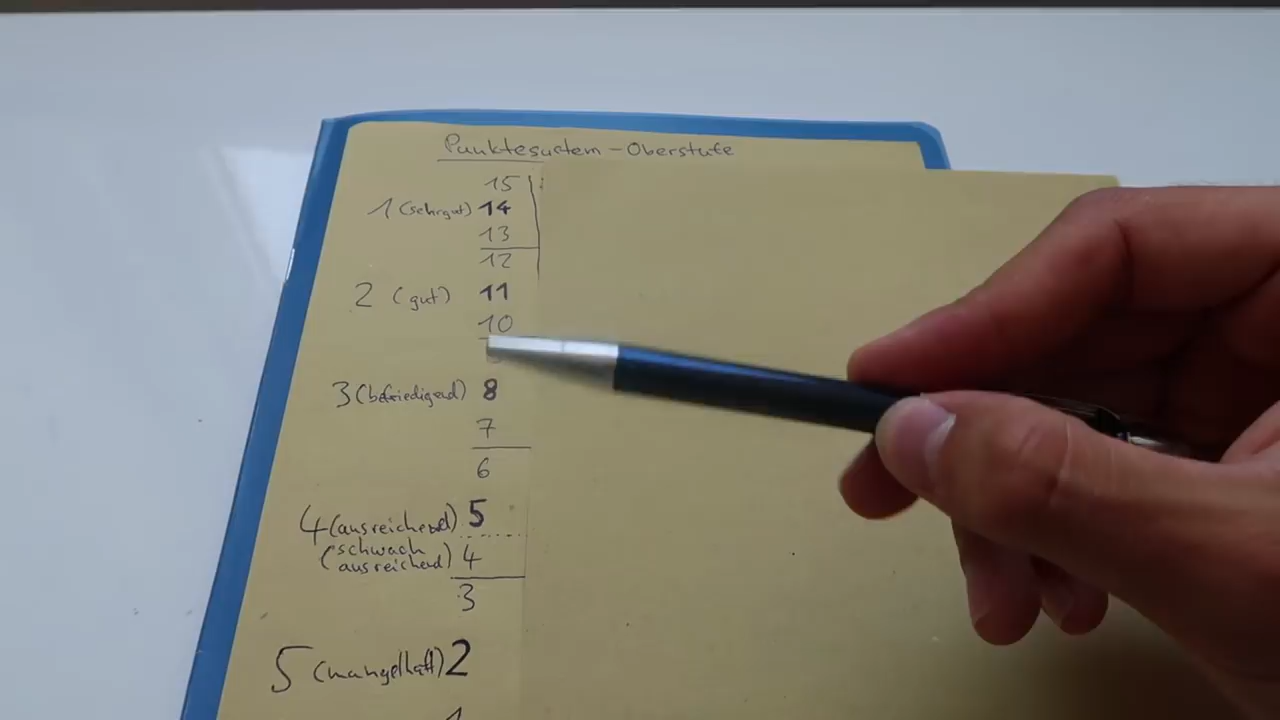 Punktesystem - Oberstufe
15
1 (sehr gut) 14
13
12
2 (gut) 11
10
3 (befriedigend) 8
7
6
4 (ausreichend) 5
(schwach ausreichend) 4
3
5 (mangelhaft) 2
1